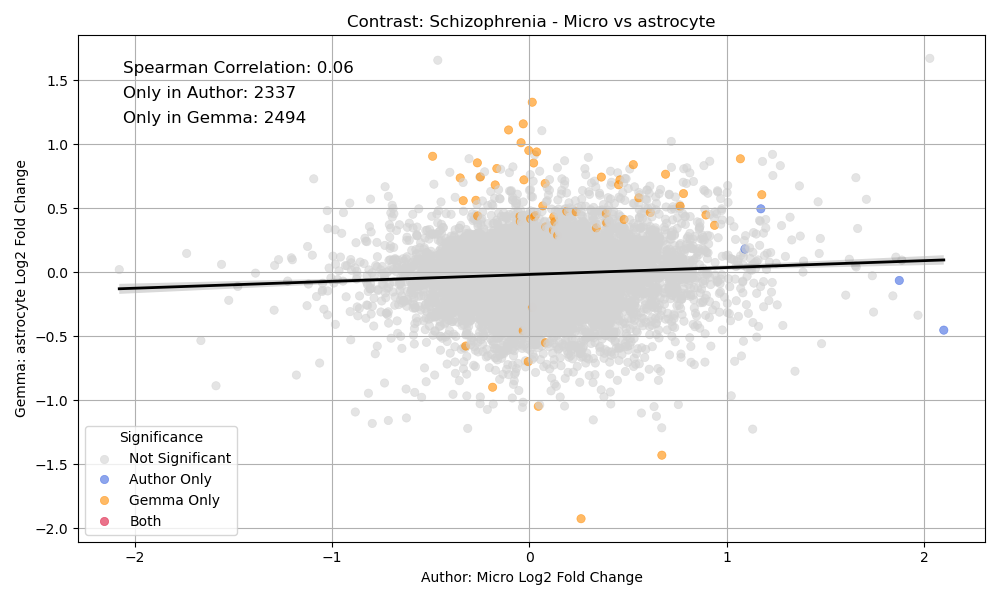 Contrast: Schizophrenia - Micro vs astrocyte
Spearman Correlation: 0.06
Only in Author: 2337
Only in Gemma: 2494
Gemma: astrocyte Log2 Fold Change
1.5
1.0
0.5
0.0
−0.5
−1.0
−1.5
−2.0
Significance
Not Significant
Author Only
Gemma Only
Both
−2
−1
0
1
2
Author: Micro Log2 Fold Change